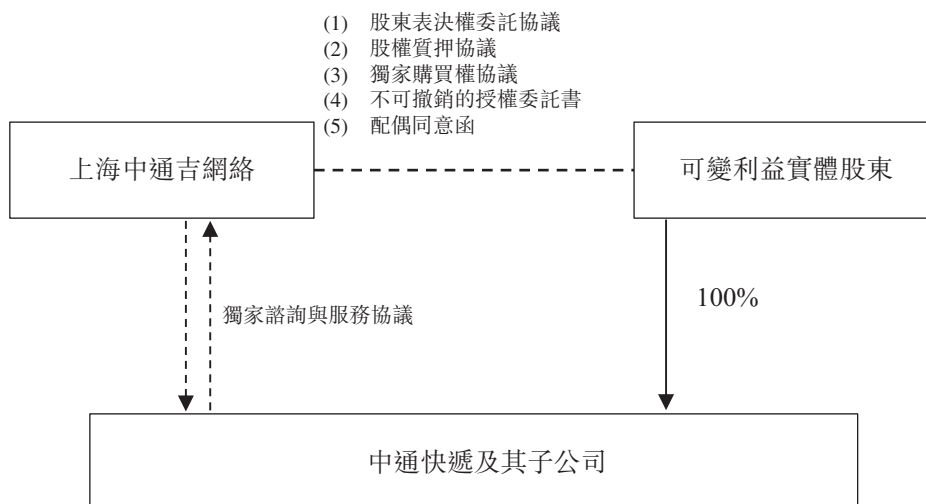 (1) 股東表決權委託協議
(2) 股權質押協議
(3) 獨家購買權協議
(4) 不可撤銷的授權委託書
(5) 配偶同意函
上海中通吉網絡
可變利益實體股東
獨家諮詢與服務協議
100%
中通快遞及其子公司